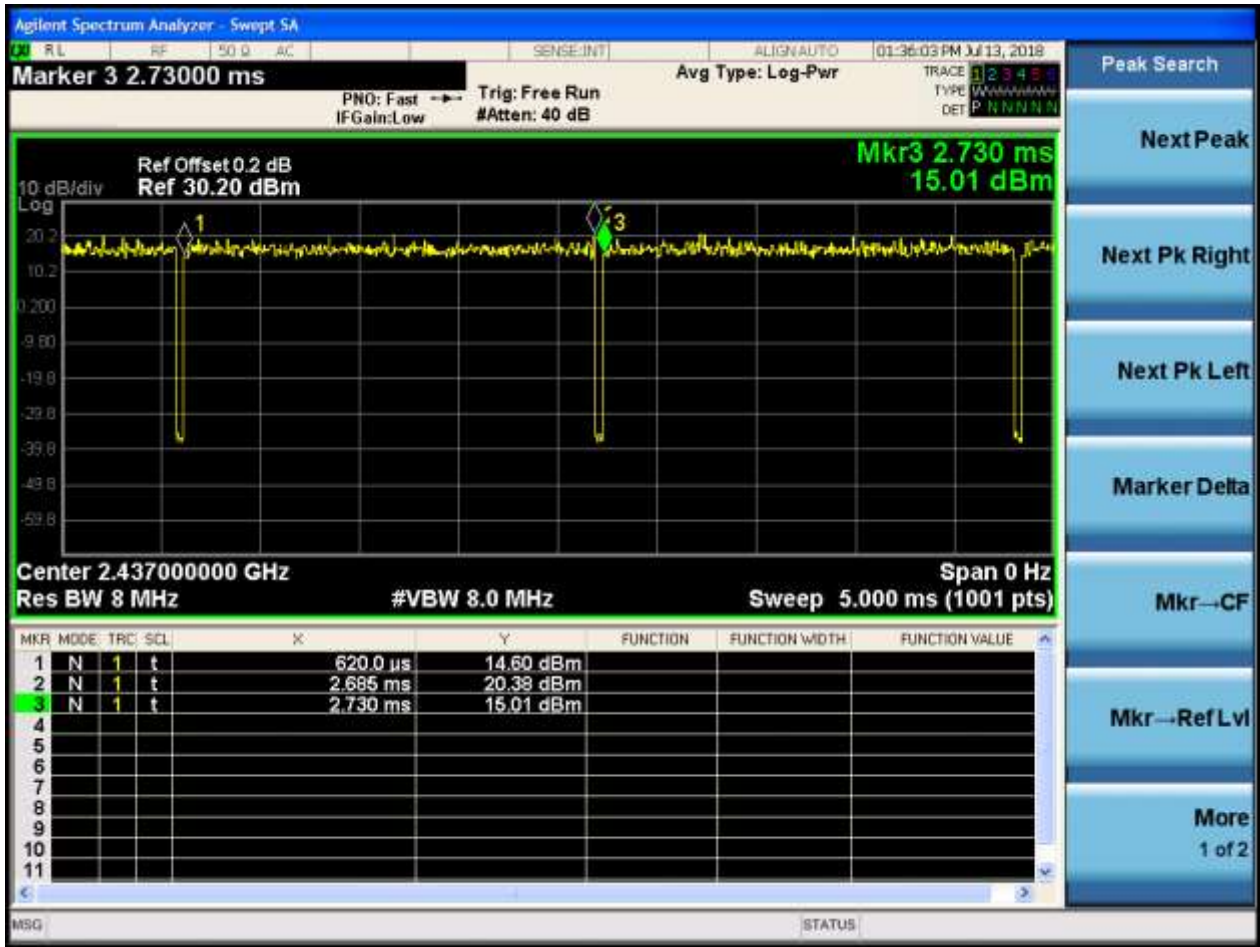 Agilent Spectrum Analyzer - Swept SA
RL RF 50 Ω AC SENSE:INT ALIGNAUTO 01:36:03 PM Jul 13, 2018
Marker 3 2.73000 ms
PNO: Fast
IFGain:Low
Trig: Free Run
#Atten: 40 dB
Avg Type: Log-Pwr
TRACE 1 2 3 4 5 6
TYPE WWWWWWW
DET P N N N N N
Ref Offset 0.2 dB
10 dB/div Ref 30.20 dBm
Log
Mkr3 2.730 ms
15.01 dBm
20.2
10.2
0.200
-9.80
-19.8
-29.8
-39.8
-49.8
-59.8
1
3
Center 2.437000000 GHz Span 0 Hz
Res BW 8 MHz #VBW 8.0 MHz Sweep 5.000 ms (1001 pts)
MKR MODE TRC SCL X Y FUNCTION FUNCTION WIDTH FUNCTION VALUE
1 N 1 t 620.0 µs 14.60 dBm
2 N 1 t 2.685 ms 20.38 dBm
3 N 1 t 2.730 ms 15.01 dBm
4
5
6
7
8
9
10
11
MSG STATUS
Peak Search
Next Peak
Next Pk Right
Next Pk Left
Marker Delta
Mkr→CF
Mkr→Ref Lvl
More
1 of 2